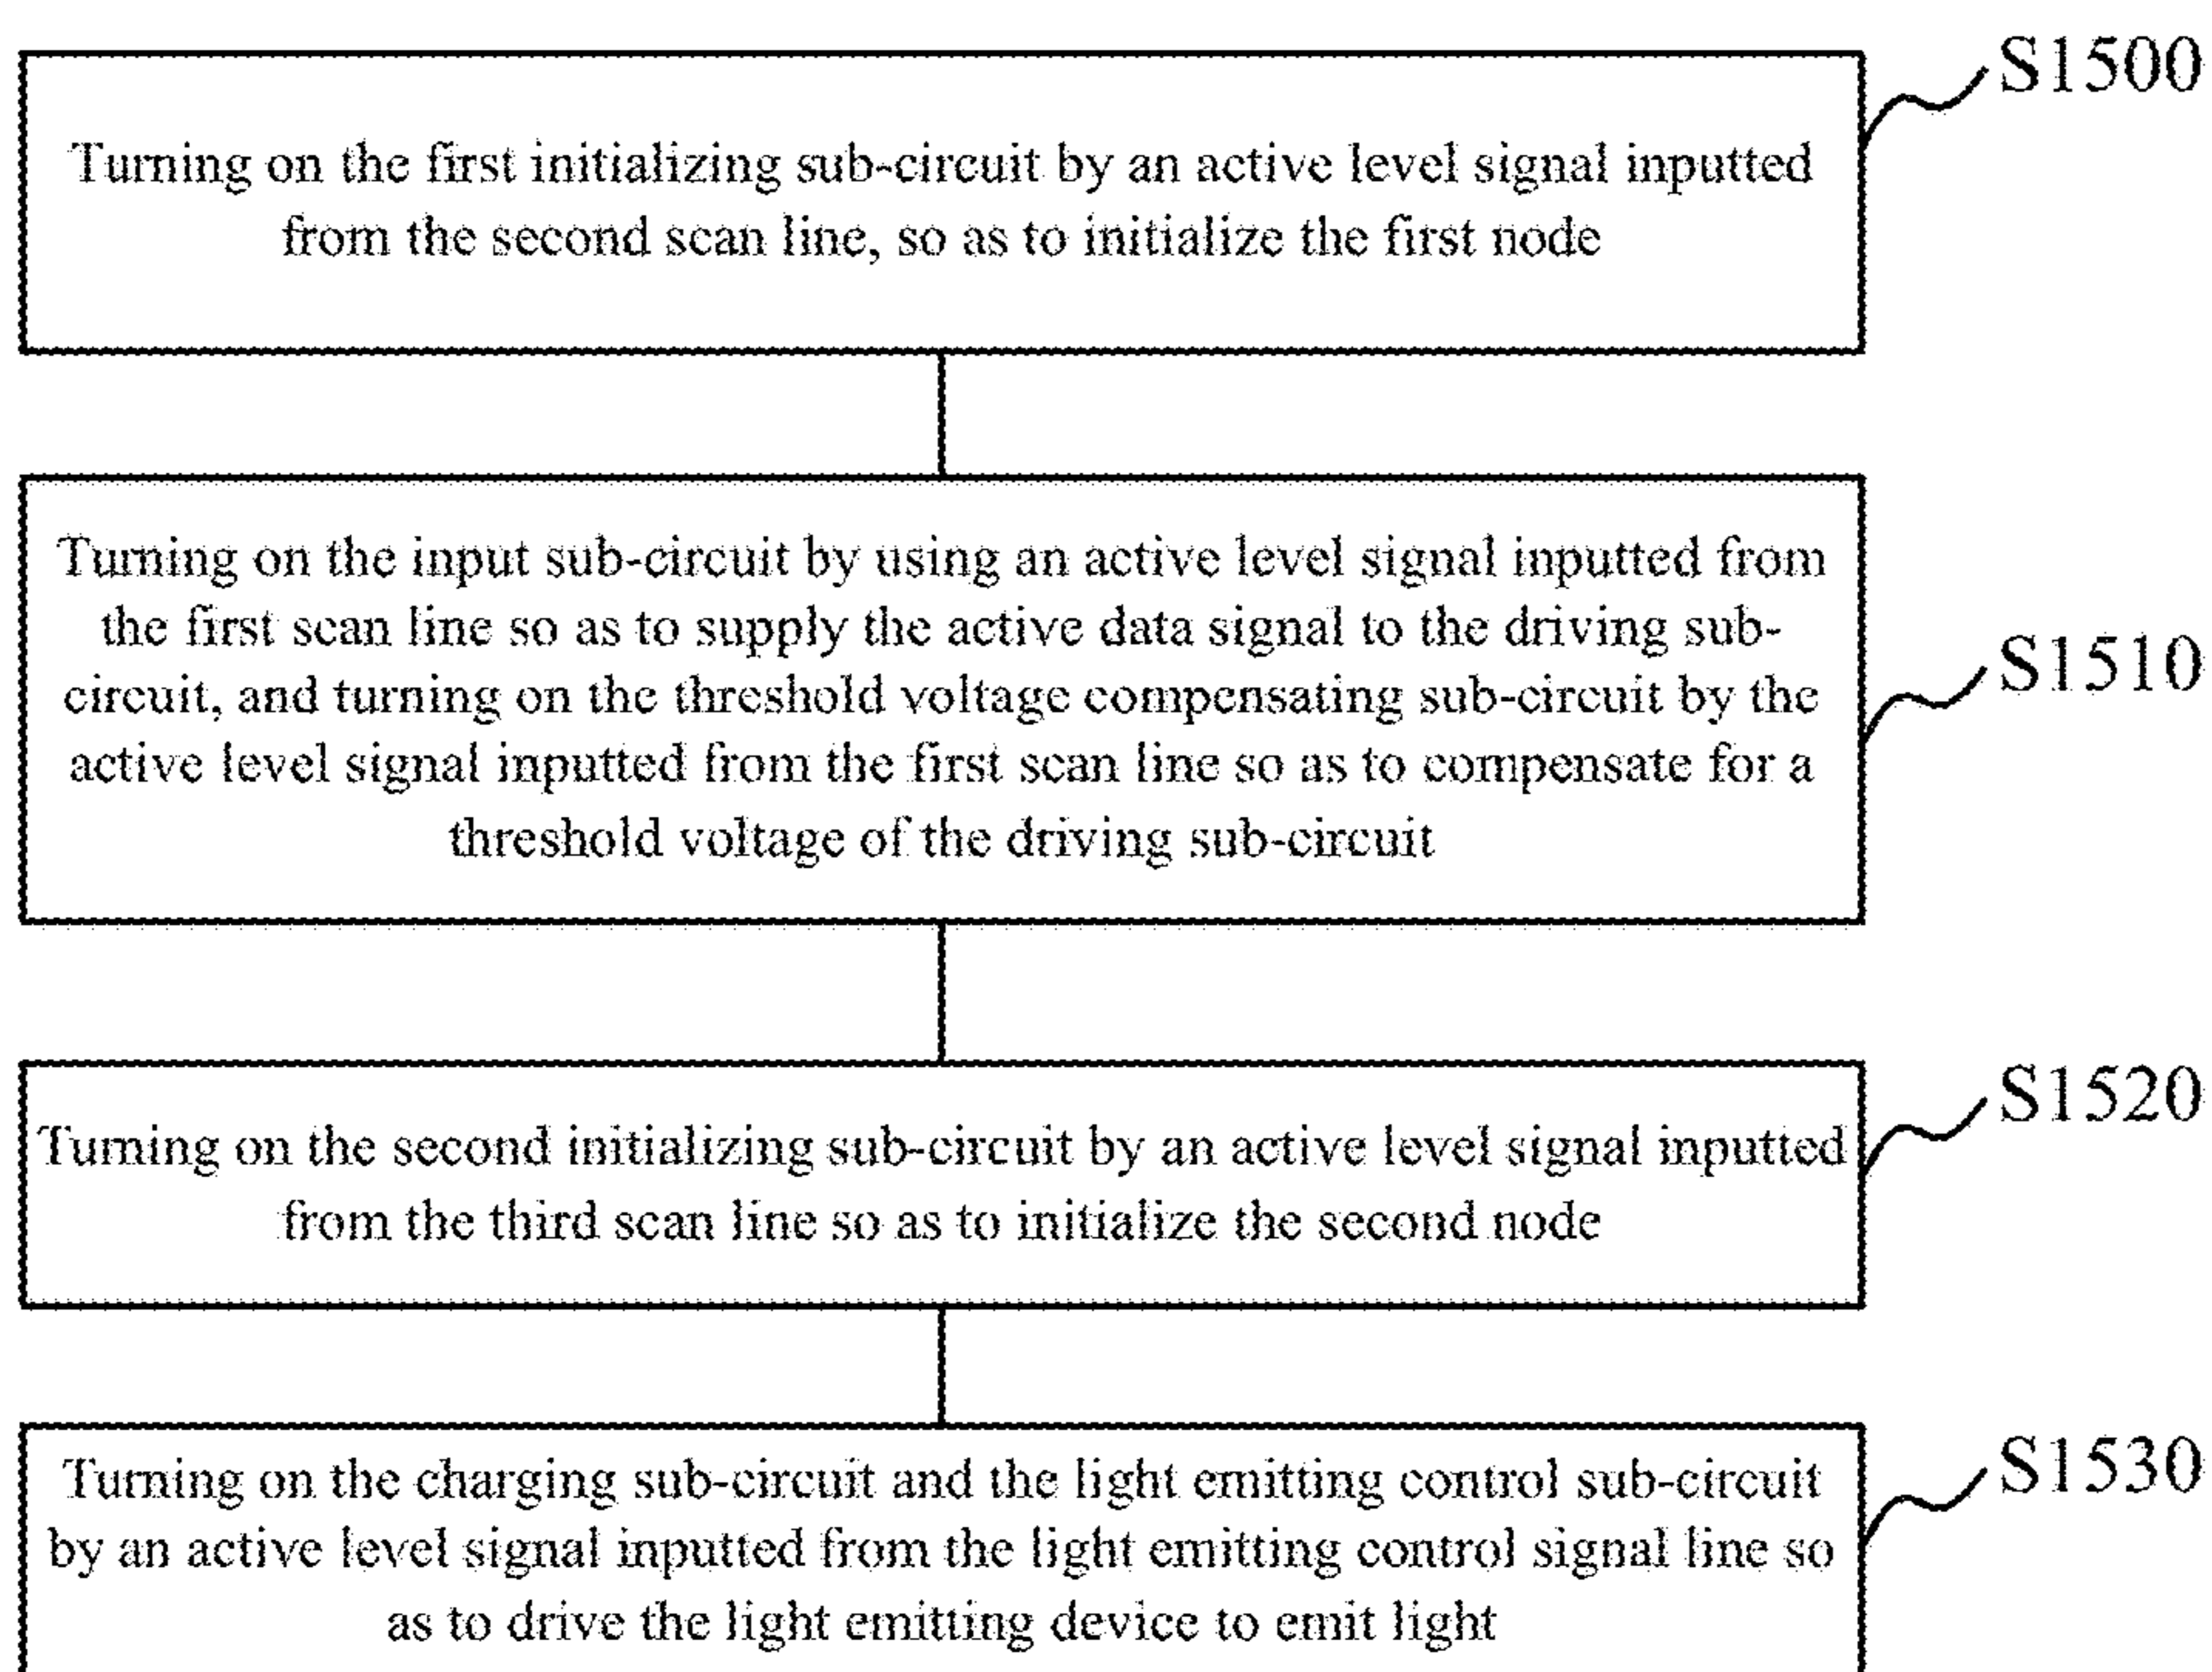 S1500
Turning on the first initializing sub-circuit by an active level signal inputted
from the second scan line, so as to initialize the first node
Turning on the input sub-circuit by using an active level signal inputted from
the first scan line so as to supply the active data signal to the driving sub-
circuit, and turning on the threshold voltage compensating sub-circuit by the
active level signal inputted from the first scan line so as to compensate for a
threshold voltage of the driving sub-circuit
S1510
Turning on the second initializing sub-circuit by an active level signal inputted
from the third scan line so as to initialize the second node
S1520
Turning on the charging sub-circuit and the light emitting control sub-circuit
by an active level signal inputted from the light emitting control signal line so
as to drive the light emitting device to emit light
S1530